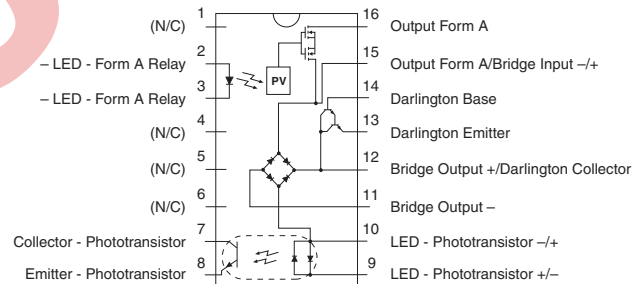 1
(N/C)
16
Output Form A
2
– LED - Form A Relay
15
Output Form A/Bridge Input –/+
PV
3
– LED - Form A Relay
14
Darlington Base
4
(N/C)
13
Darlington Emitter
5
(N/C)
12
Bridge Output +/Darlington Collector
6
(N/C)
11
Bridge Output –
7
Collector - Phototransistor
10
LED - Phototransistor –/+
8
Emitter - Phototransistor
9
LED - Phototransistor +/–